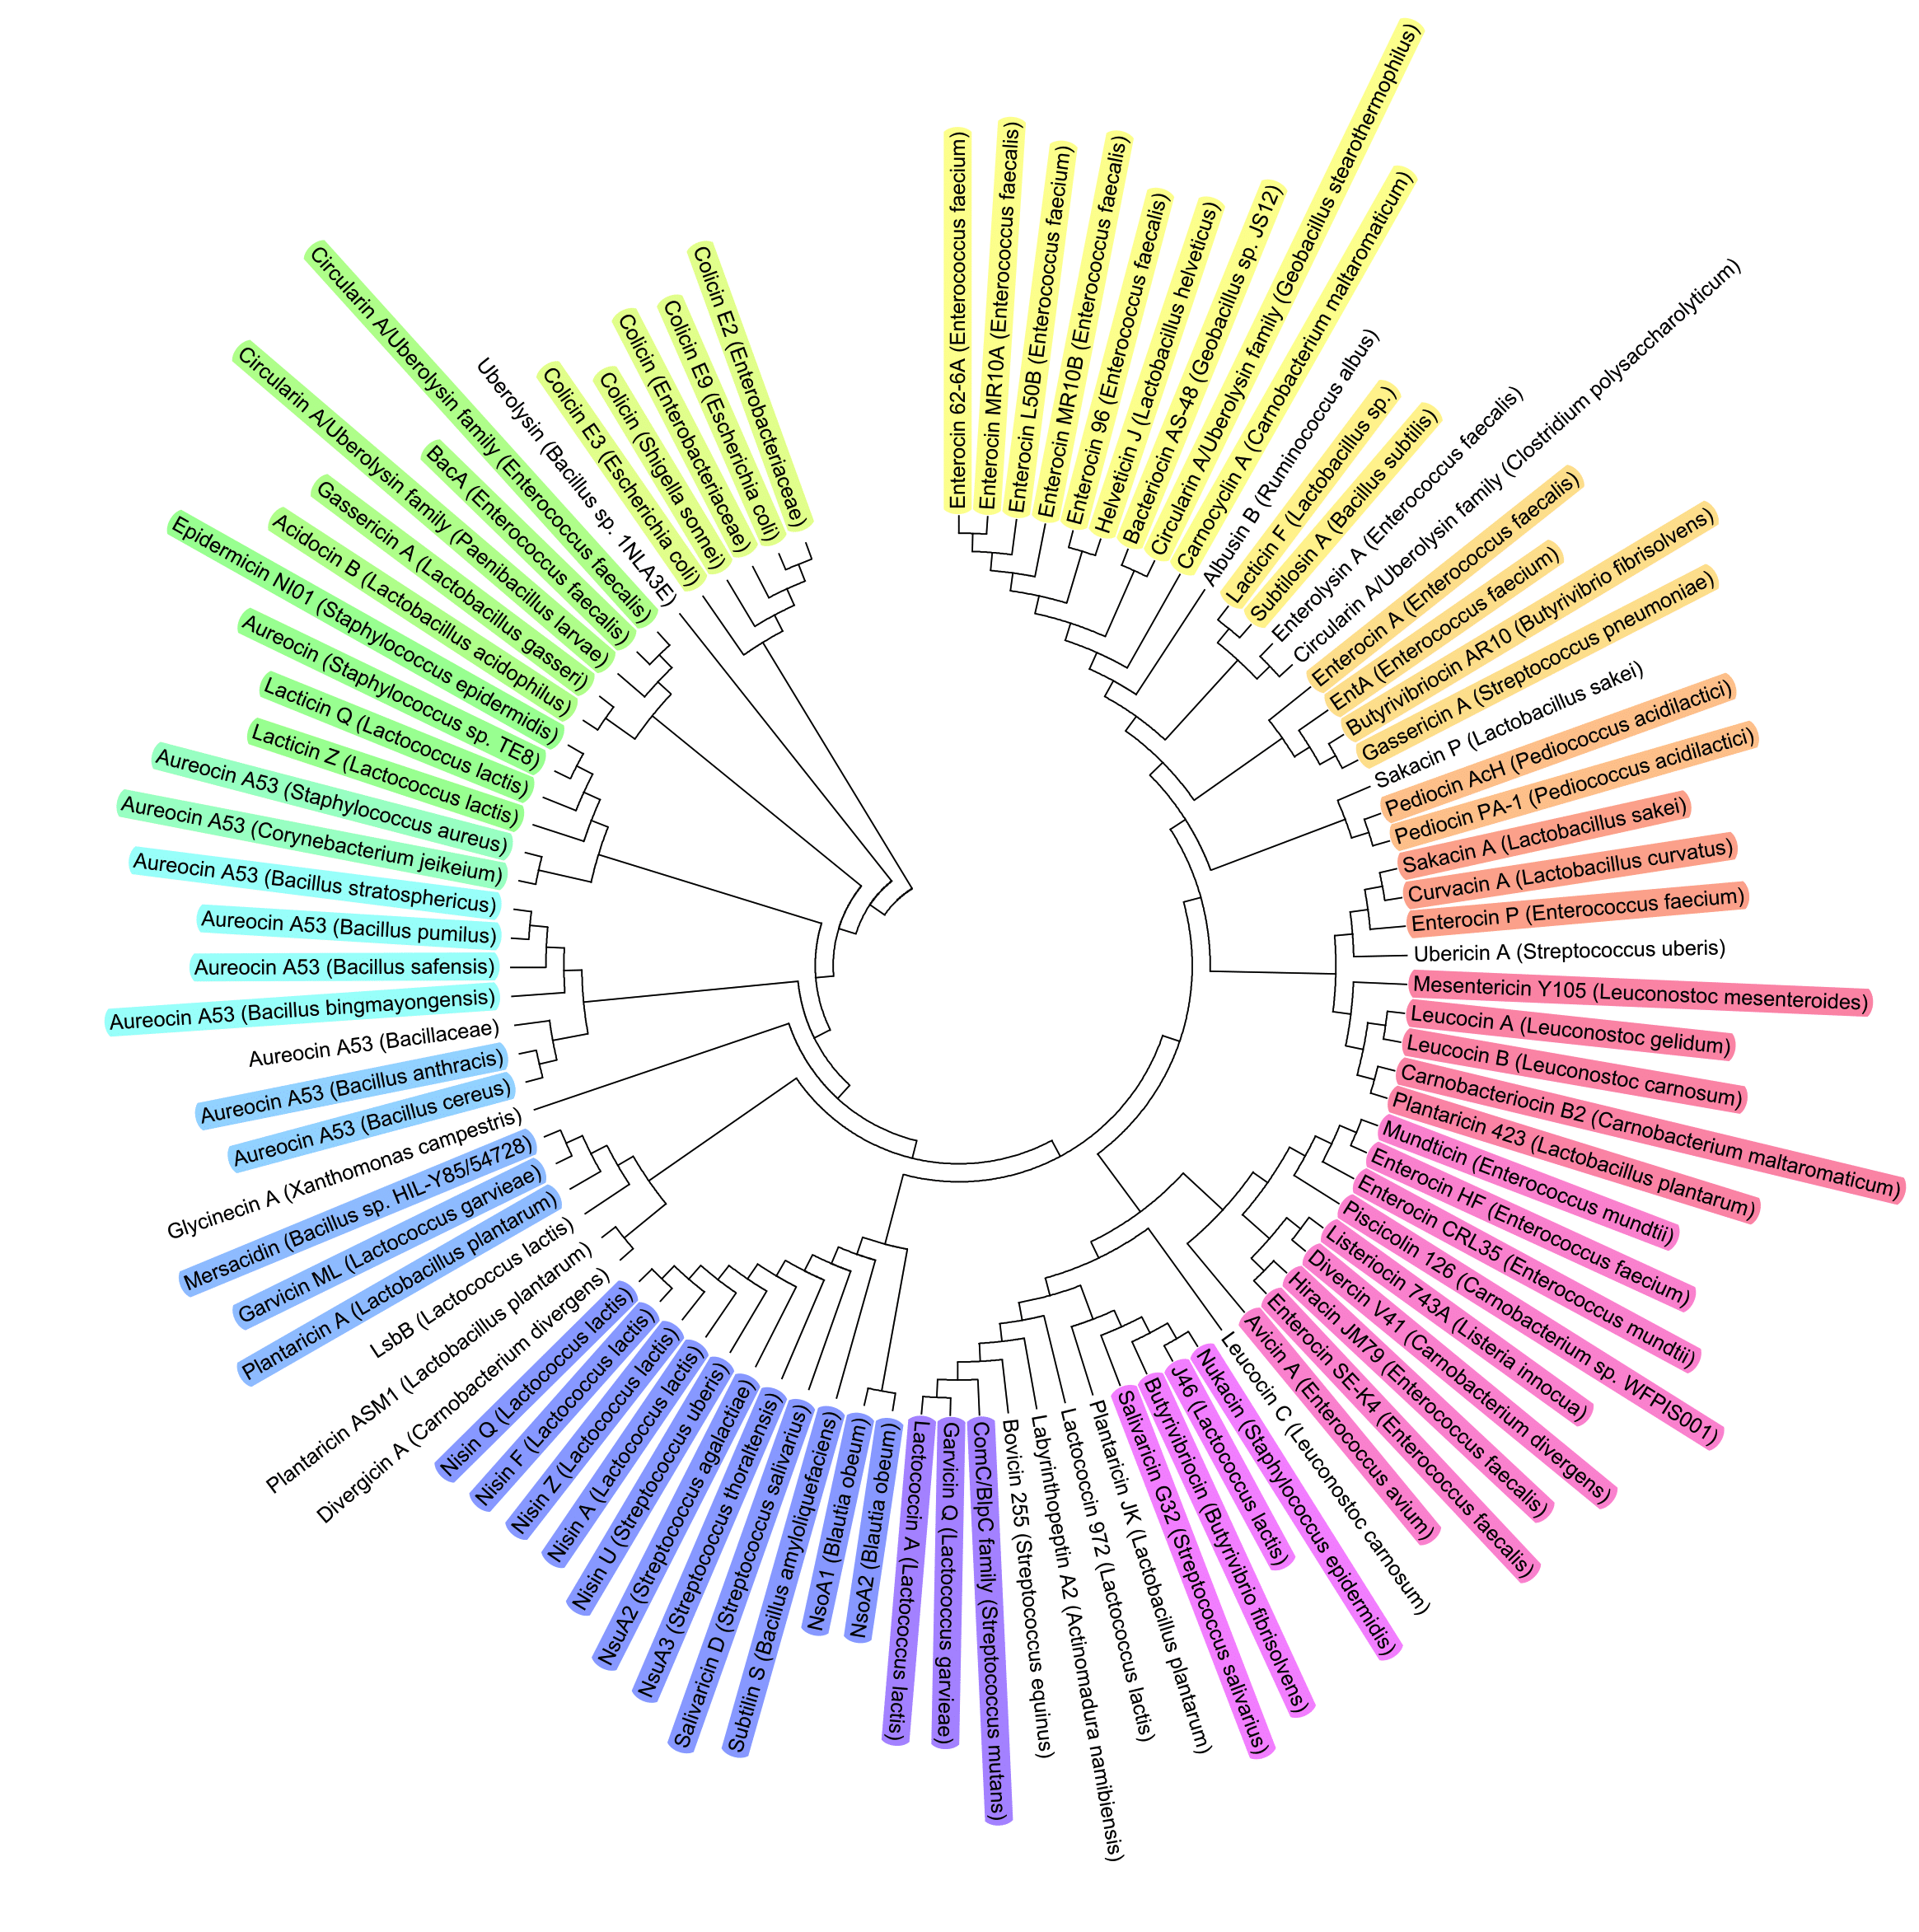 Enterocin 62-6A (Enterococcus faecium)
Enterocin MR10A (Enterococcus faecalis)
Enterocin L50B (Enterococcus faecium)
Enterocin MR10B (Enterococcus faecalis)
Enterocin 96 (Enterococcus faecalis)
Helveticin J (Lactobacillus helveticus)
Bacteriocin AS-48 (Geobacillus sp. JS12)
Circularin A/Uberolysin family (Geobacillus stearothermophilus)
Carnocyclin A (Carnobacterium maltaromaticum)
Albusin B (Ruminococcus albus)
Lacticin F (Lactobacillus sp.)
Subtilosin A (Bacillus subtilis)
Enterolysin A (Enterococcus faecalis)
Circularin A/Uberolysin family (Clostridium polysaccharolyticum)
Enterocin A (Enterococcus faecalis)
EntA (Enterococcus faecium)
Butyrivibriocin AR10 (Butyrivibrio fibrisolvens)
Gassericin A (Streptococcus pneumoniae)
Sakacin P (Lactobacillus sakei)
Pediocin AcH (Pediococcus acidilactici)
Pediocin PA-1 (Pediococcus acidilactici)
Sakacin A (Lactobacillus sakei)
Curvacin A (Lactobacillus curvatus)
Enterocin P (Enterococcus faecium)
Ubericin A (Streptococcus uberis)
Mesentericin Y105 (Leuconostoc mesenteroides)
Leucocin A (Leuconostoc gelidum)
Leucocin B (Leuconostoc carnosum)
Carnobacteriocin B2 (Carnobacterium maltaromaticum)
Plantaricin 423 (Lactobacillus plantarum)
Mundticin (Enterococcus mundtii)
Enterocin HF (Enterococcus faecium)
Enterocin CRL35 (Enterococcus mundtii)
Piscicolin 126 (Carnobacterium sp. WFPIS001)
Listeriocin 743A (Listeria innocua)
Divercin V41 (Carnobacterium divergens)
Hiracin JM79 (Enterococcus faecalis)
Enterocin SE-K4 (Enterococcus faecalis)
Avicin A (Enterococcus avium)
Leucocin C (Leuconostoc carnosum)
Nukacin (Staphylococcus epidermidis)
J46 (Lactococcus lactis)
Butyrivibriocin (Butyrivibrio fibrisolvens)
Salivaricin G32 (Streptococcus salivarius)
Plantaricin JK (Lactobacillus plantarum)
Lactococcin 972 (Lactococcus lactis)
Labyrinthopeptin A2 (Actinomadura namibiensis)
Bovicin 255 (Streptococcus equinus)
ComC/BlpC family (Streptococcus mutans)
Garvicin Q (Lactococcus garvieae)
Lactococcin A (Lactococcus lactis)
NsoA2 (Blautia obeum)
NsoA1 (Blautia obeum)
Subtilin S (Bacillus amyloliquefaciens)
Salivaricin D (Streptococcus salivarius)
NsuA3 (Streptococcus thoraltensis)
NsuA2 (Streptococcus agalactiae)
Nisin U (Streptococcus uberis)
Nisin A (Lactococcus lactis)
Nisin Z (Lactococcus lactis)
Nisin F (Lactococcus lactis)
Nisin Q (Lactococcus lactis)
Divergicin A (Carnobacterium divergens)
Plantaricin ASM1 (Lactobacillus plantarum)
LsbB (Lactococcus lactis)
Plantaricin A (Lactobacillus plantarum)
Garvicin ML (Lactococcus garvieae)
Mersacidin (Bacillus sp. HIL-Y85/54728)
Glycinecin A (Xanthomonas campestris)
Aureocin A53 (Bacillus cereus)
Aureocin A53 (Bacillus anthracis)
Aureocin A53 (Bacillaceae)
Aureocin A53 (Bacillus bingmayongensis)
Aureocin A53 (Bacillus safensis)
Aureocin A53 (Bacillus pumilus)
Aureocin A53 (Bacillus stratosphericus)
Aureocin A53 (Corynebacterium jeikeium)
Aureocin A53 (Staphylococcus aureus)
Lacticin Z (Lactococcus lactis)
Lacticin Q (Lactococcus lactis)
Aureocin (Staphylococcus sp. TE8)
Epidermicin NI01 (Staphylococcus epidermidis)
Acidocin B (Lactobacillus acidophilus)
Gassericin A (Lactobacillus gasseri)
Circularin A/Uberolysin family (Paenibacillus larvae)
BacA (Enterococcus faecalis)
Circularin A/Uberolysin family (Enterococcus faecalis)
Uberolysin (Bacillus sp. 1NLA3E)
Colicin E3 (Escherichia coli)
Colicin (Shigella sonnei)
Colicin (Enterobacteriaceae)
Colicin E9 (Escherichia coli)
Colicin E2 (Enterobacteriaceae)